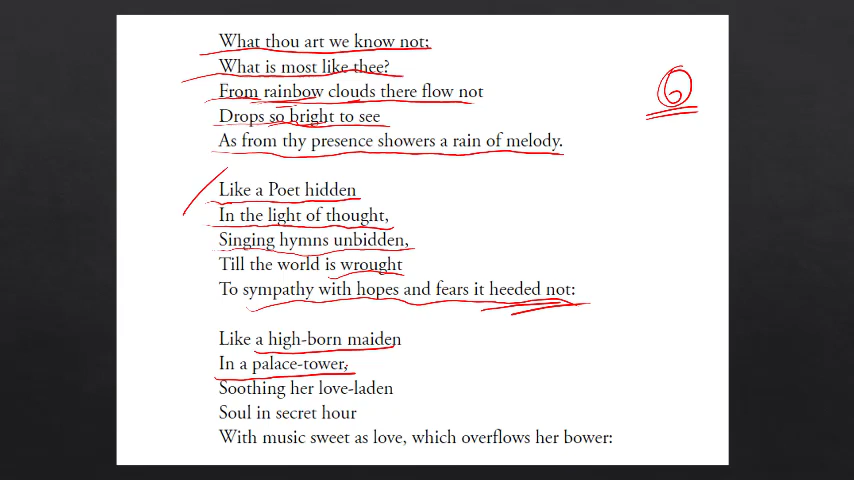 What thou art we know not;
What is most like thee?
From rainbow clouds there flow not
Drops so bright to see
As from thy presence showers a rain of melody.
6
Like a Poet hidden
In the light of thought,
Singing hymns unbidden,
Till the world is wrought
To sympathy with hopes and fears it heeded not:
Like a high-born maiden
In a palace-tower,
Soothing her love-laden
Soul in secret hour
With music sweet as love, which overflows her bower: